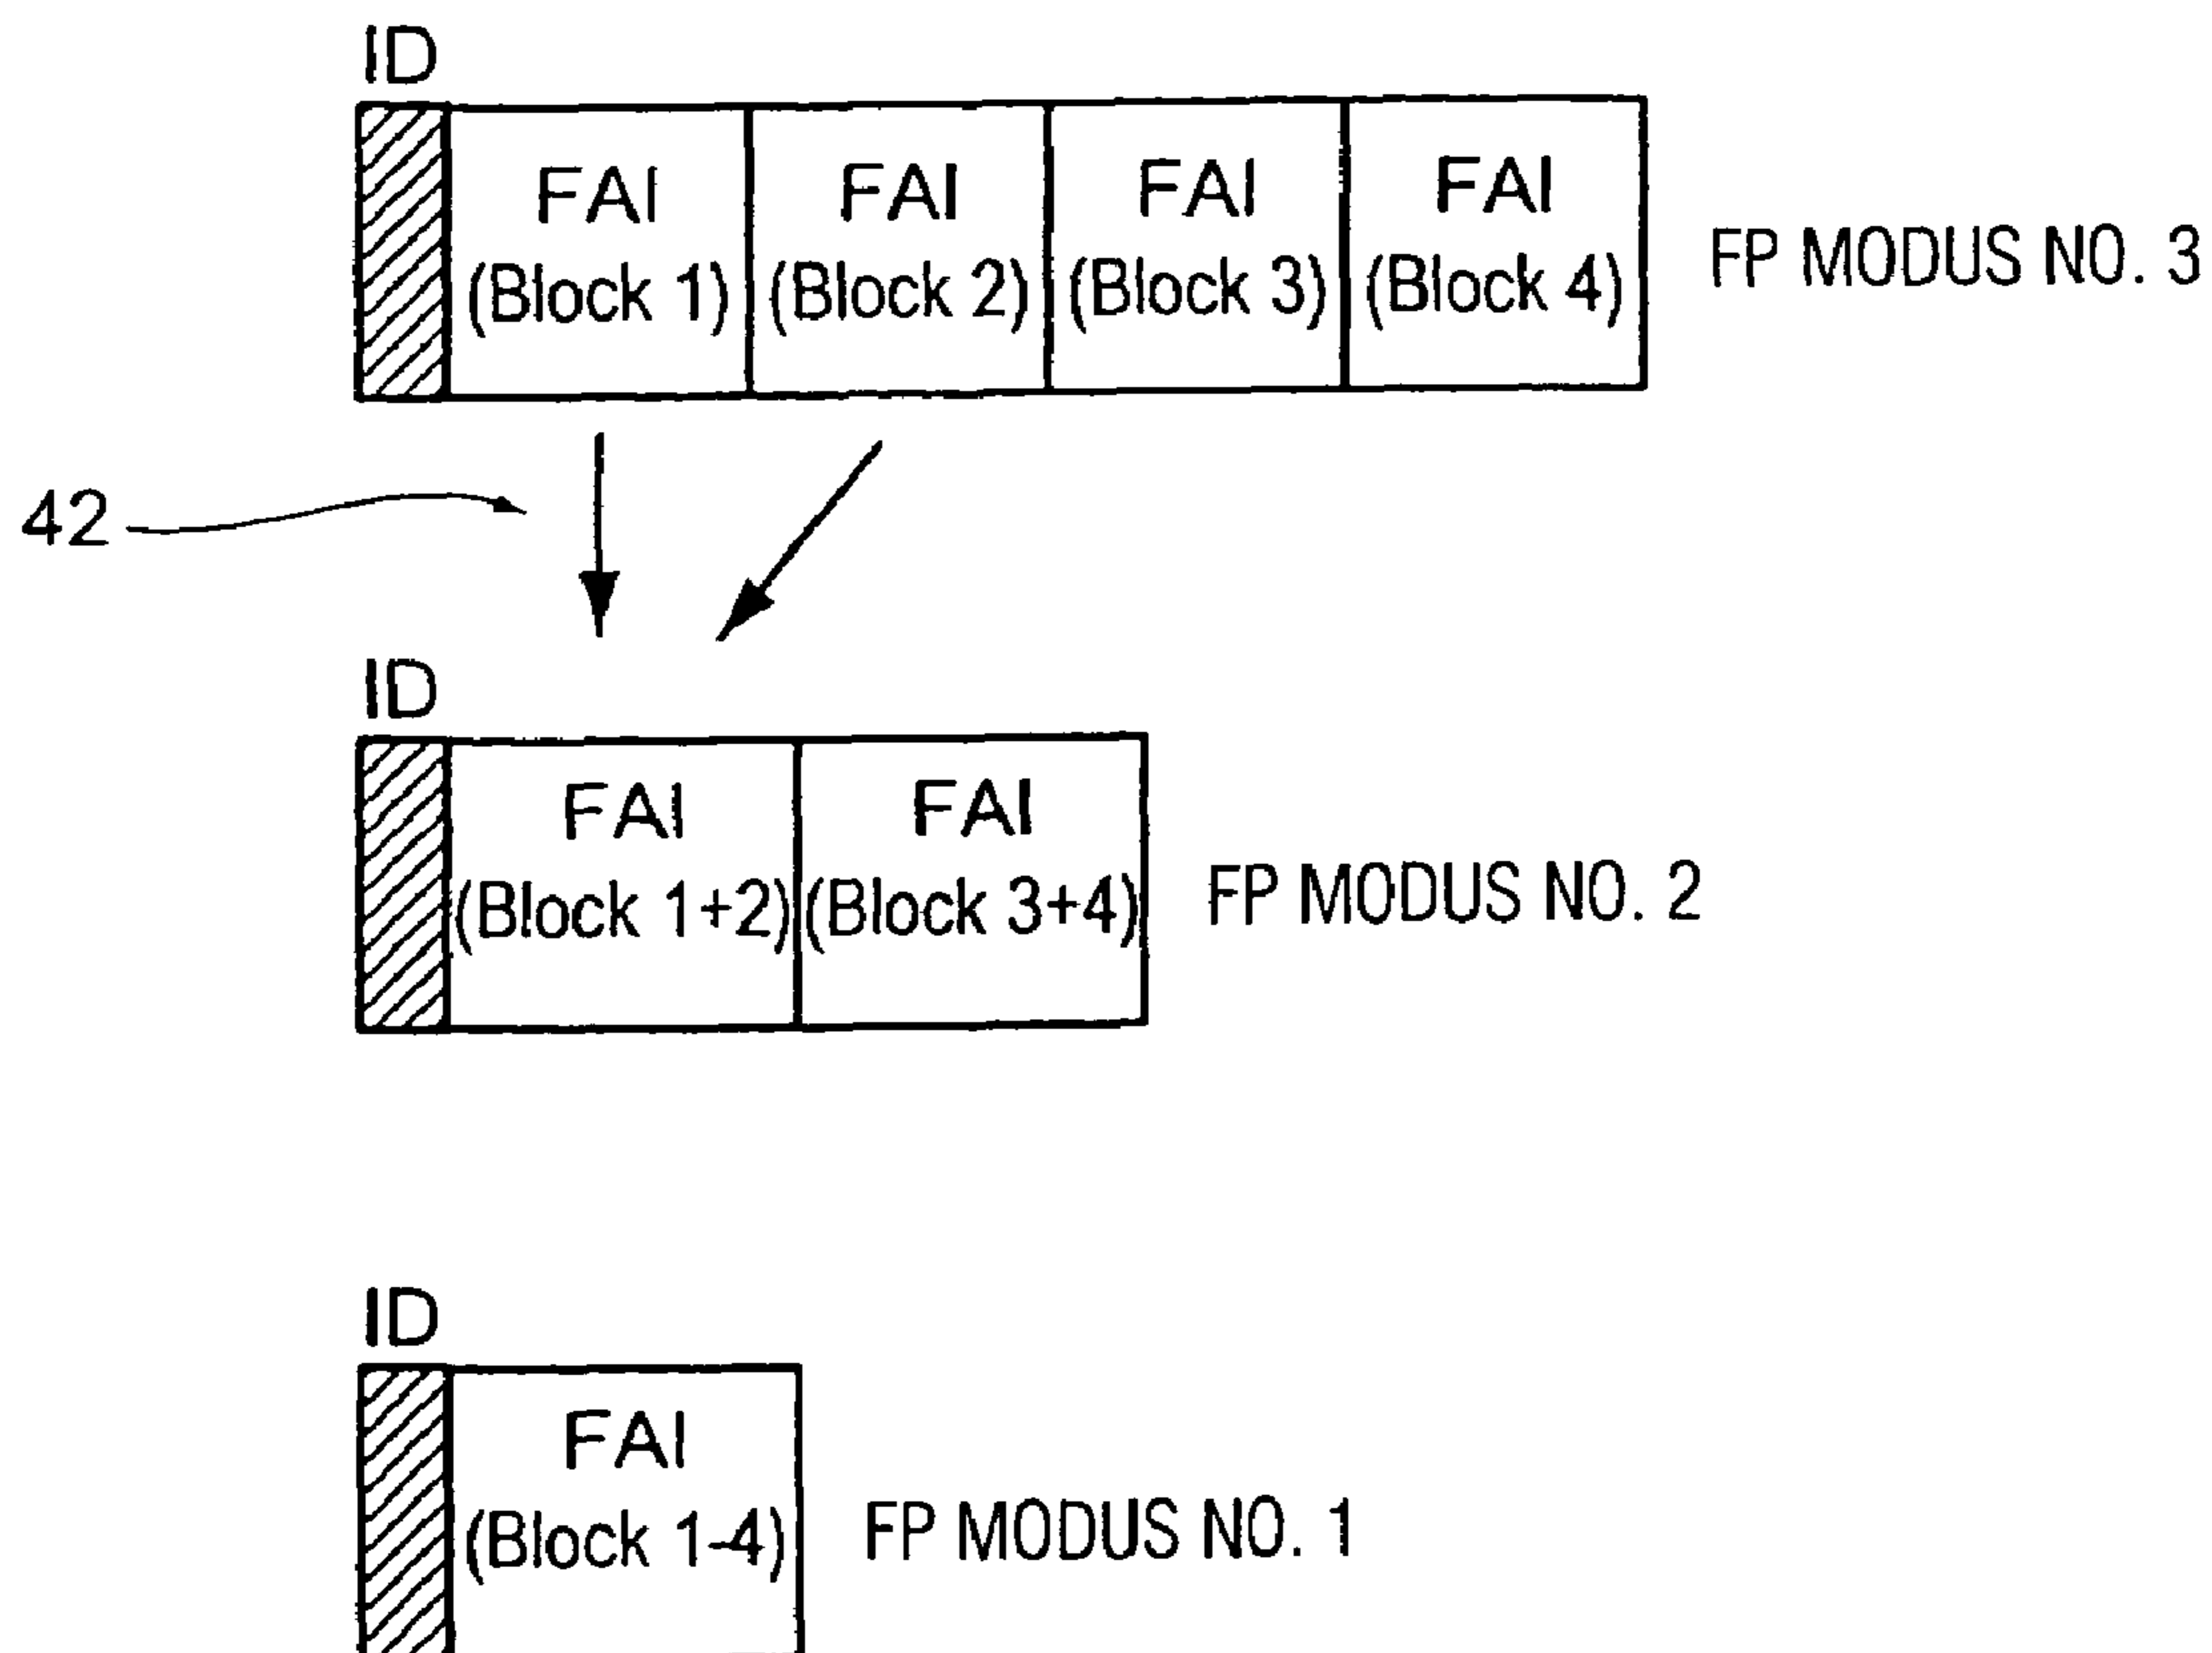 ID
FAI FAI FAI FAI
(Block 1) (Block 2) (Block 3) (Block 4)
FP MODUS NO. 3
42
ID
FAI FAI
(Block 1+2) (Block 3+4)
FP MODUS NO. 2
ID
FAI
(Block 1-4)
FP MODUS NO. 1